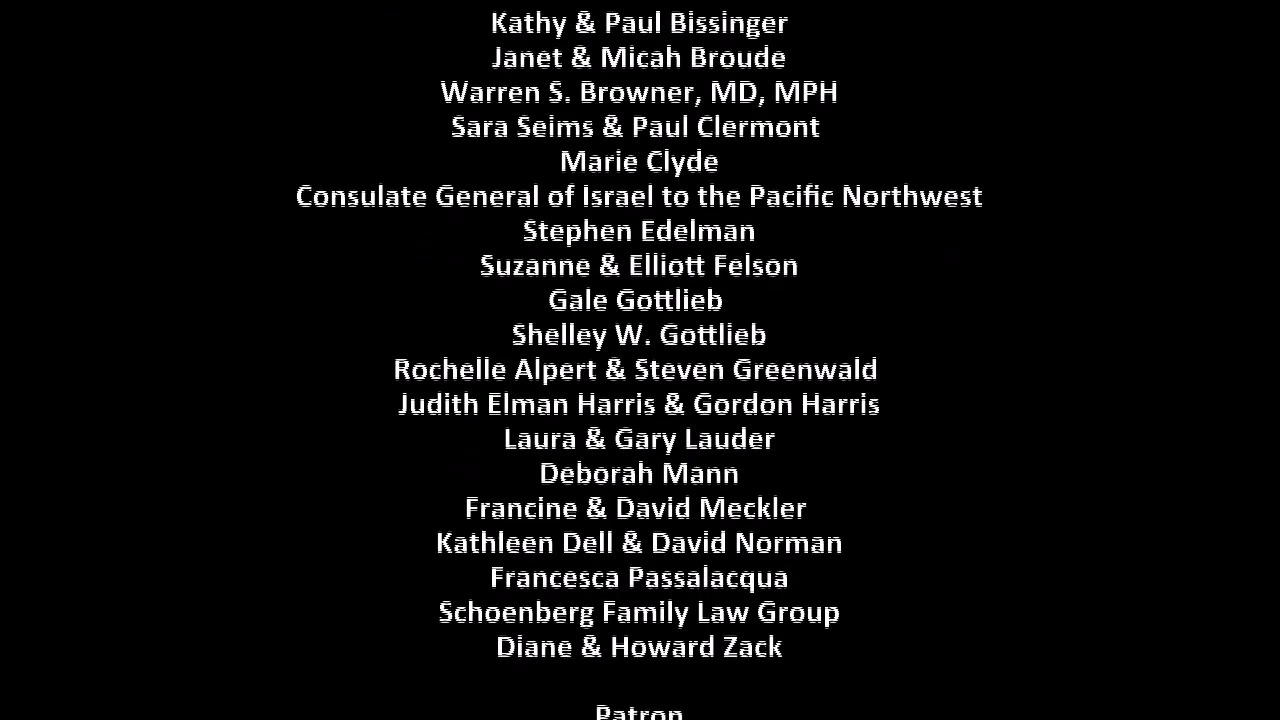 Kathy & Paul Bissinger
Janet & Micah Broude
Warren S. Browner, MD, MPH
Sara Seims & Paul Clermont
Marie Clyde
Consulate General of Israel to the Pacific Northwest
Stephen Edelman
Suzanne & Elliott Felson
Gale Gottlieb
Shelley W. Gottlieb
Rochelle Alpert & Steven Greenwald
Judith Elman Harris & Gordon Harris
Laura & Gary Lauder
Deborah Mann
Francine & David Meckler
Kathleen Dell & David Norman
Francesca Passalacqua
Schoenberg Family Law Group
Diane & Howard Zack
Patron